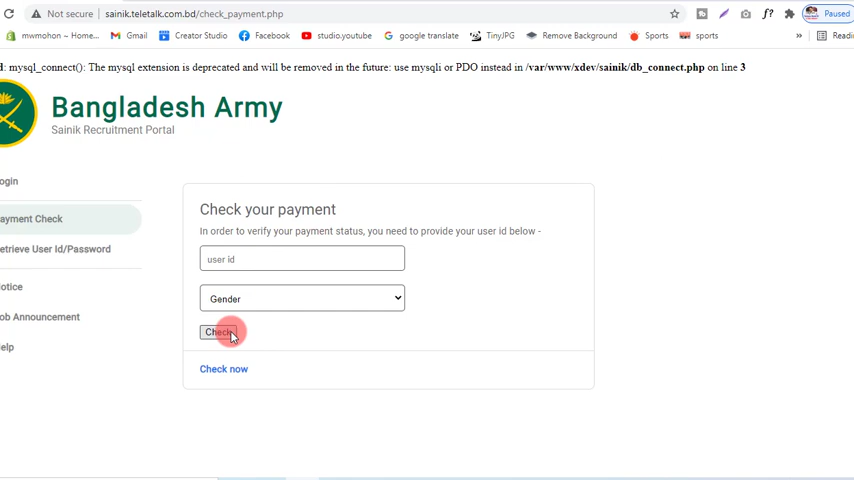 Not secure | sainik.teletalk.com.bd/check_payment.php
Paused
mwmohon ~ Home... Gmail Creator Studio Facebook studio.youtube google translate TinyJPG Remove Background Sports sports » Readi
d: mysql_connect(): The mysql extension is deprecated and will be removed in the future: use mysqli or PDO instead in /var/www/xdev/sainik/db_connect.php on line 3
Bangladesh Army
Sainik Recruitment Portal
ogin
ayment Check
etrieve User Id/Password
otice
ob Announcement
elp
Check your payment
In order to verify your payment status, you need to provide your user id below -
user id
Gender
Check
Check now